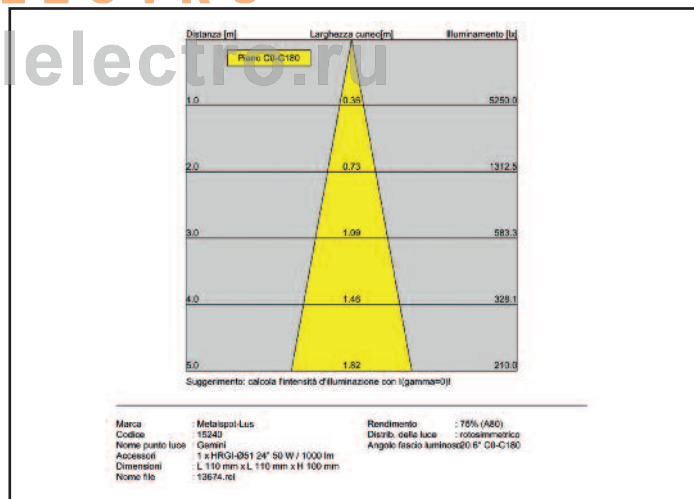 ELECTRO
lelectro.ru
Distanza [m] Larghezza cuneo[m] Illuminamento [lx]
Piano C0-C180
1.0 0.36 5250.0
2.0 0.73 1312.5
3.0 1.09 583.3
4.0 1.46 328.1
5.0 1.82 210.0
Suggerimento: calcola l'intensità d'illuminazione con I(gamma=0)!
Marca : Metalspot-Lus Rendimento : 76% (A80)
Codice : 15240 Distrib. della luce : rotosimmetrico
Nome punto luce : Gemini Angolo fascio luminoso:20.6° C0-C180
Accessori : 1 x HRGI-Ø51 24° 50 W / 1000 lm
Dimensioni : L 110 mm x L 110 mm x H 100 mm
Nome file : 13674.rol